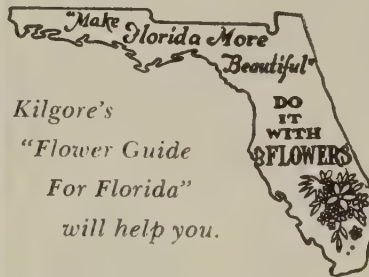 "Make
Florida More
Beautiful"
DO
IT
WITH
FLOWERS
Kilgore's
"Flower Guide
For Florida"
will help you.